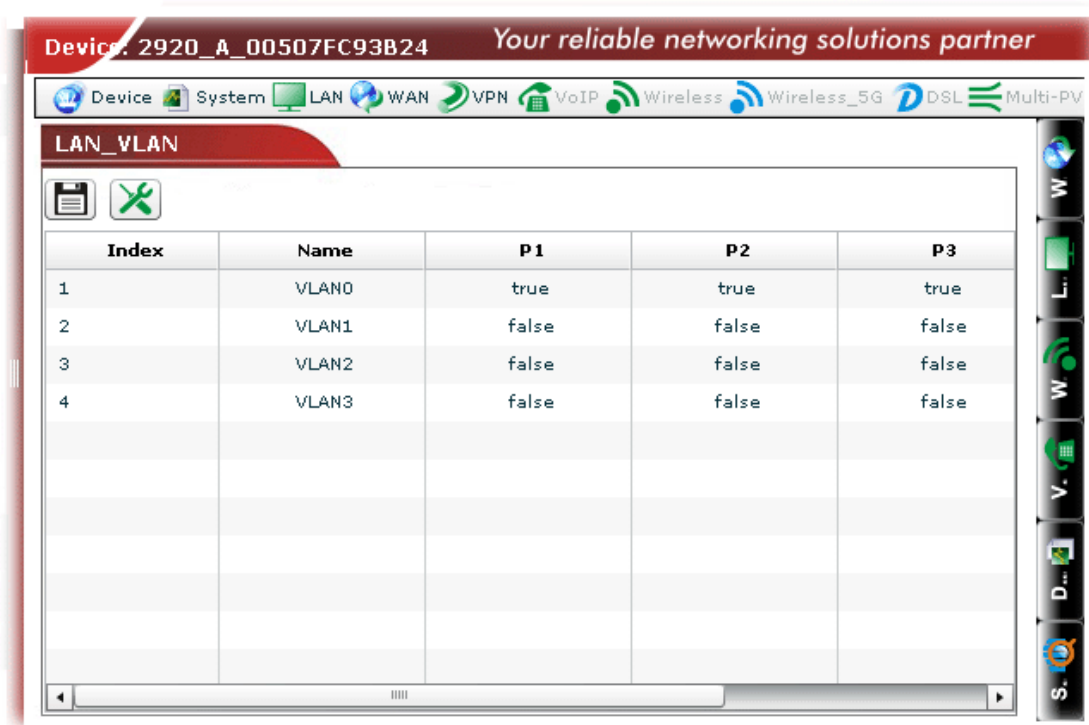 Device: 2920_A_00507FC93B24 Your reliable networking solutions partner
Device System LAN WAN VPN VoIP Wireless Wireless_5G DSL Multi-PV
LAN_VLAN
Index Name P1 P2 P3
1 VLAN0 true true true
2 VLAN1 false false false
3 VLAN2 false false false
4 VLAN3 false false false
W.
L..
W.
V.
D...
S.